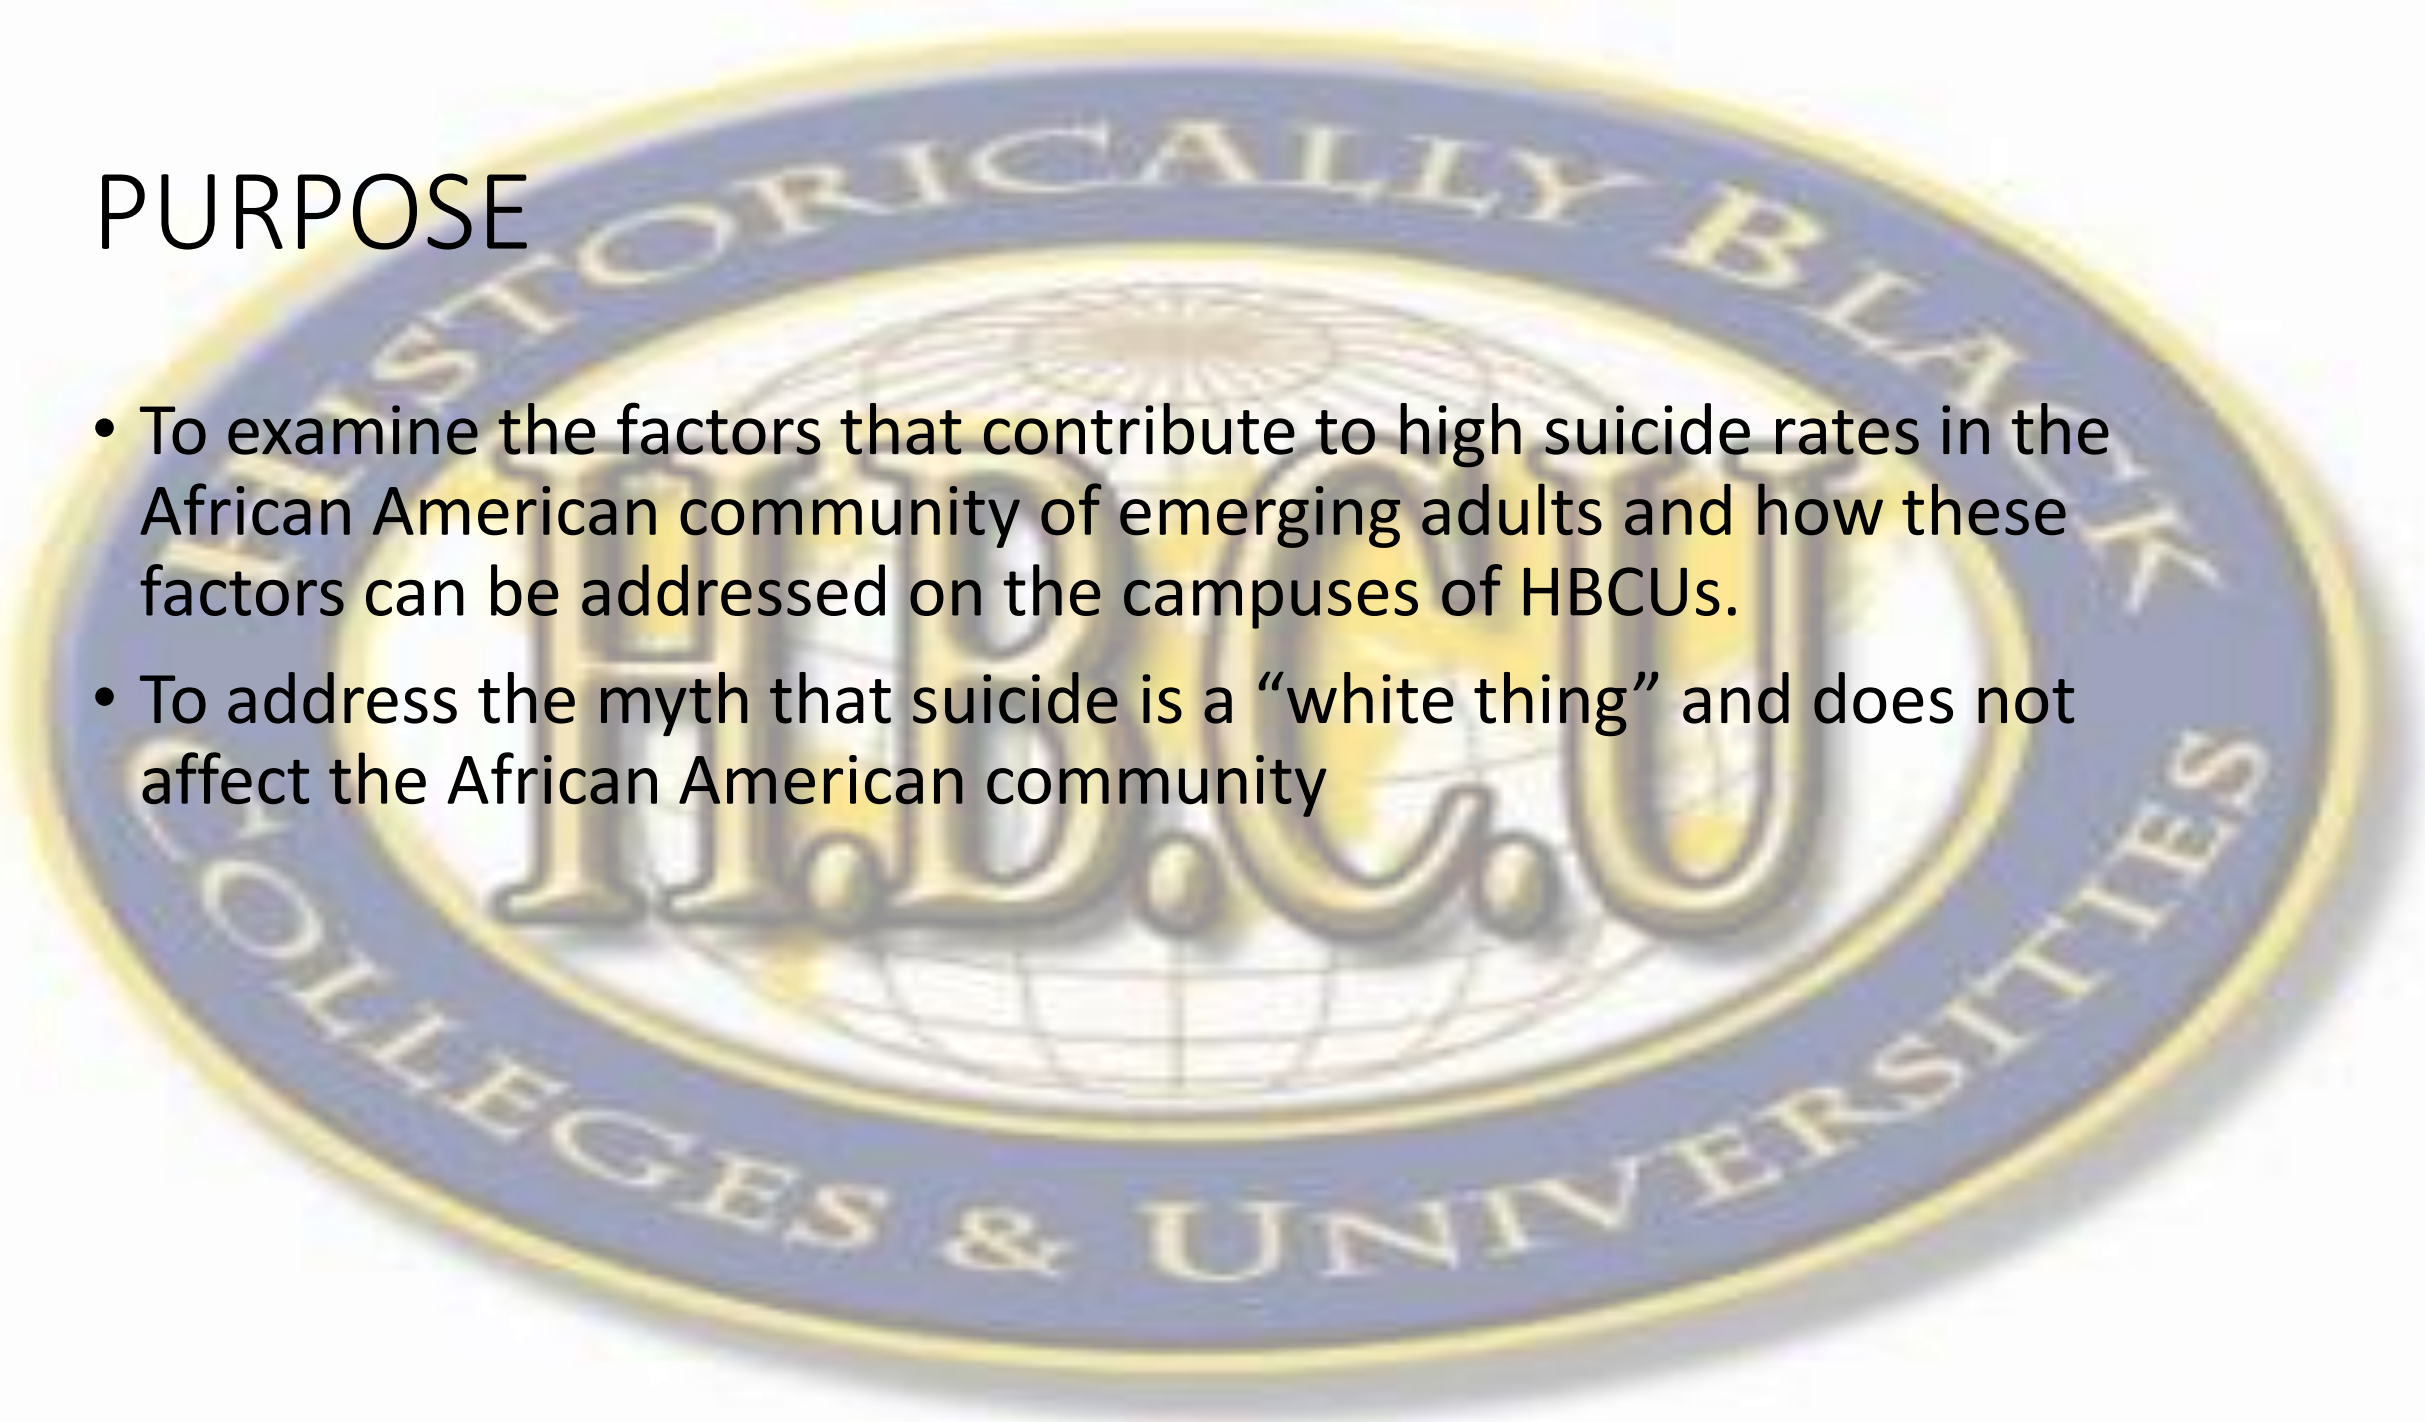 PURPOSE
• To examine the factors that contribute to high suicide rates in the
African American community of emerging adults and how these
factors can be addressed on the campuses of HBCUs.
• To address the myth that suicide is a “white thing” and does not
affect the African American community
HISTORICALLY BLACK
H.B.C.U
COLLEGES & UNIVERSITIES